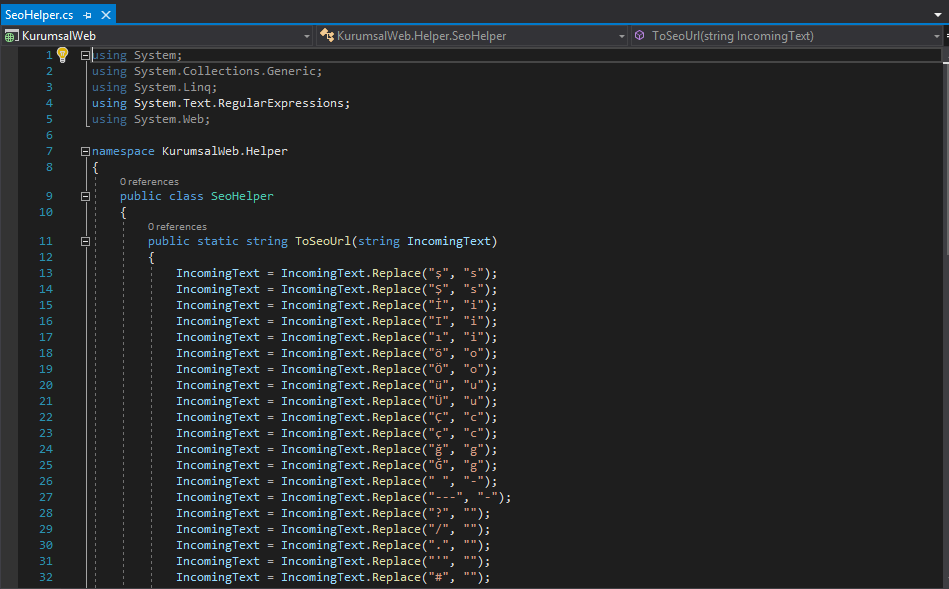 SeoHelper.cs
KurumsalWeb KurumsalWeb.Helper.SeoHelper ToSeoUrl(string IncomingText)
1 using System;
2 using System.Collections.Generic;
3 using System.Linq;
4 using System.Text.RegularExpressions;
5 using System.Web;
6
7 namespace KurumsalWeb.Helper
8 {
0 references
9 public class SeoHelper
10 {
0 references
11 public static string ToSeoUrl(string IncomingText)
12 {
13 IncomingText = IncomingText.Replace("ş", "s");
14 IncomingText = IncomingText.Replace("Ş", "s");
15 IncomingText = IncomingText.Replace("İ", "i");
16 IncomingText = IncomingText.Replace("I", "i");
17 IncomingText = IncomingText.Replace("ı", "i");
18 IncomingText = IncomingText.Replace("ö", "o");
19 IncomingText = IncomingText.Replace("Ö", "o");
20 IncomingText = IncomingText.Replace("ü", "u");
21 IncomingText = IncomingText.Replace("Ü", "u");
22 IncomingText = IncomingText.Replace("Ç", "c");
23 IncomingText = IncomingText.Replace("ç", "c");
24 IncomingText = IncomingText.Replace("ğ", "g");
25 IncomingText = IncomingText.Replace("Ğ", "g");
26 IncomingText = IncomingText.Replace(" ", "-");
27 IncomingText = IncomingText.Replace("---", "-");
28 IncomingText = IncomingText.Replace("?", "");
29 IncomingText = IncomingText.Replace("/", "");
30 IncomingText = IncomingText.Replace(".", "");
31 IncomingText = IncomingText.Replace("'", "");
32 IncomingText = IncomingText.Replace("#", "");